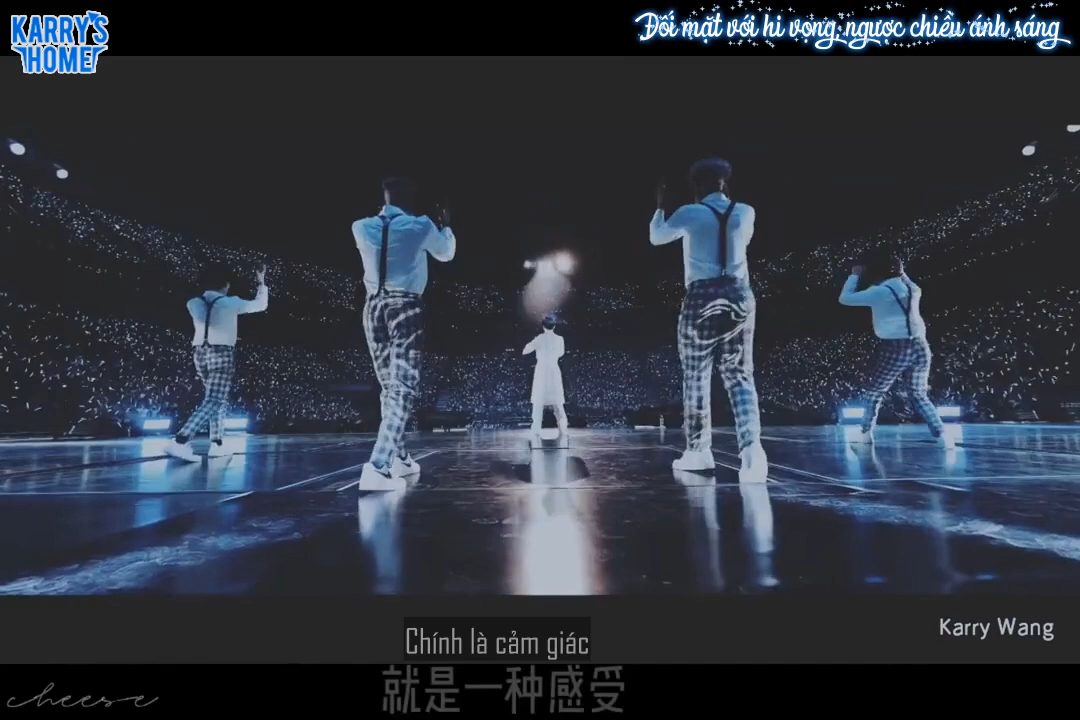 KARRY'S
HOME
Đối mặt với hi vọng, ngược chiều ánh sáng
Karry Wang
Chính là cảm giác
就是一种感受
cheese